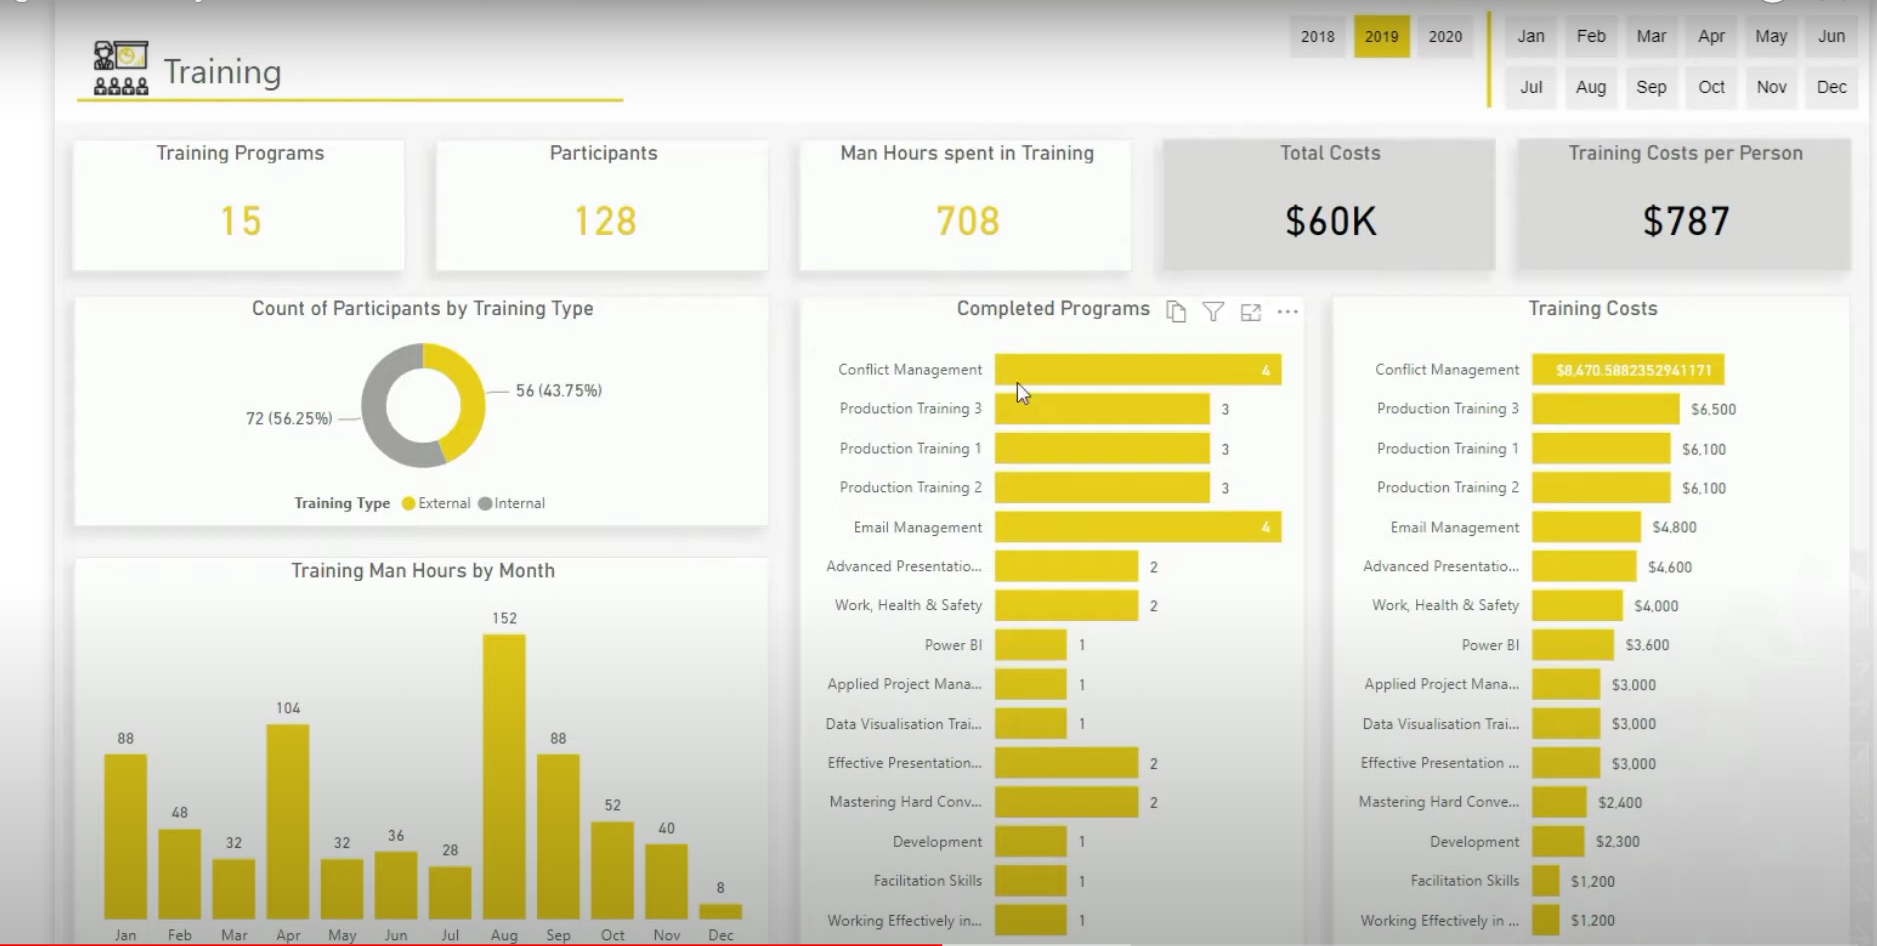 2018 2019 2020
Jan Feb Mar Apr May Jun
Jul Aug Sep Oct Nov Dec
Training
Training Programs
15
Participants
128
Man Hours spent in Training
708
Total Costs
$60K
Training Costs per Person
$787
Count of Participants by Training Type
56 (43.75%)
72 (56.25%)
Training Type External Internal
Training Man Hours by Month
88
48
32
104
32
36
28
152
88
52
40
8
Jan Feb Mar Apr May Jun Jul Aug Sep Oct Nov Dec
Completed Programs
Conflict Management 4
Production Training 3 3
Production Training 1 3
Production Training 2 3
Email Management 4
Advanced Presentatio... 2
Work, Health & Safety 2
Power BI 1
Applied Project Mana... 1
Data Visualisation Trai... 1
Effective Presentation... 2
Mastering Hard Conv... 2
Development 1
Facilitation Skills 1
Working Effectively in... 1
Training Costs
Conflict Management $8,470.5882352941171
Production Training 3 $6,500
Production Training 1 $6,100
Production Training 2 $6,100
Email Management $4,800
Advanced Presentatio... $4,600
Work, Health & Safety $4,000
Power BI $3,600
Applied Project Mana... $3,000
Data Visualisation Trai... $3,000
Effective Presentation ... $3,000
Mastering Hard Conve... $2,400
Development $2,300
Facilitation Skills $1,200
Working Effectively in ... $1,200